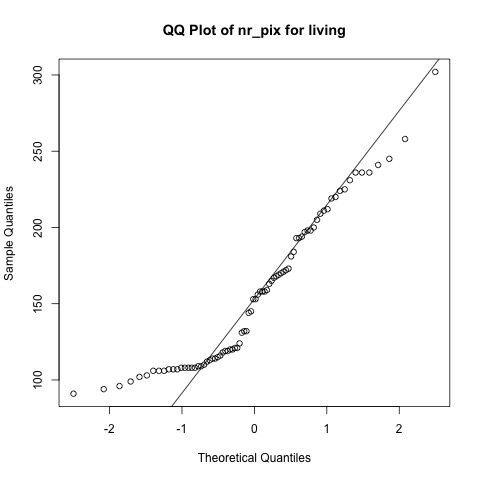 QQ Plot of nr_pix for living
300
250
200
150
100
Sample Quantiles
-2 -1 0 1 2
Theoretical Quantiles